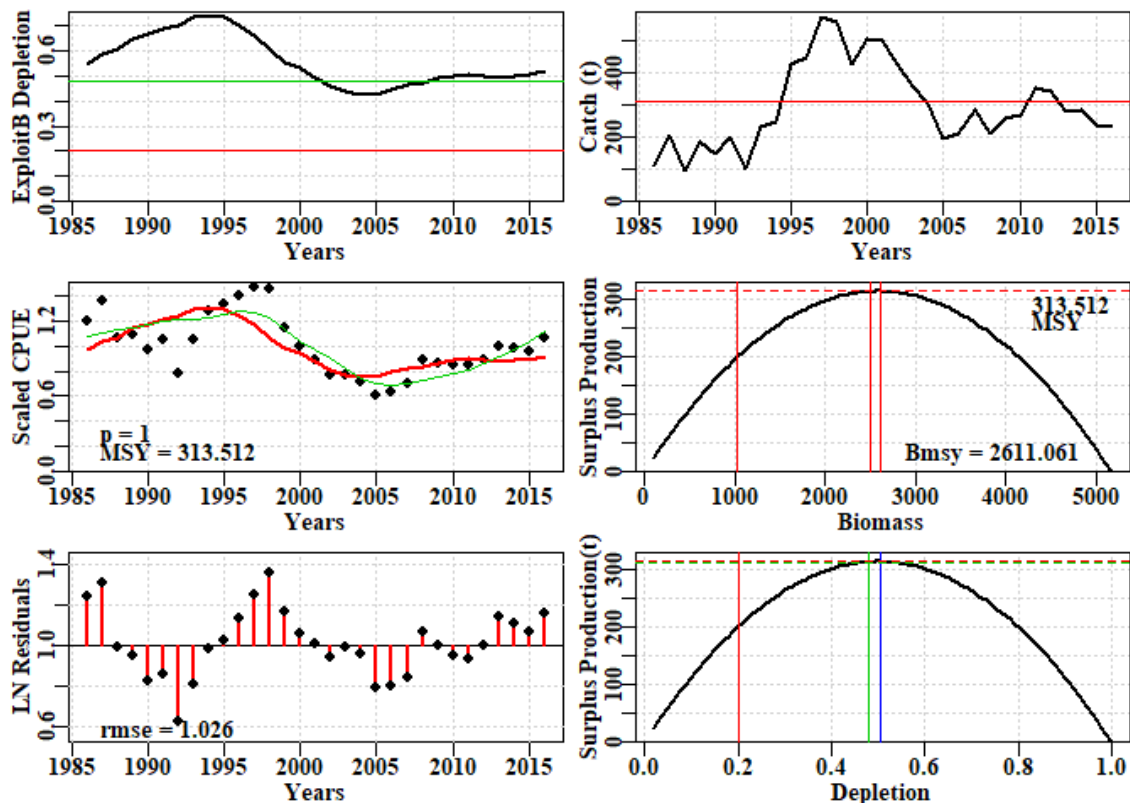 ExploitB Depletion
0.0 0.3 0.6
1985 1990 1995 2000 2005 2010 2015
Years
Catch (t)
0 200 400
1985 1990 1995 2000 2005 2010 2015
Years
Scaled CPUE
0.0 0.6 1.2
p = 1
MSY = 313.512
1985 1990 1995 2000 2005 2010 2015
Years
Surplus Production
0 100 200 300
313.512
MSY
Bmsy = 2611.061
0 1000 2000 3000 4000 5000
Biomass
LN Residuals
0.6 1.0 1.4
rmse = 1.026
1985 1990 1995 2000 2005 2010 2015
Years
Surplus Production(t)
0 100 200 300
0.0 0.2 0.4 0.6 0.8 1.0
Depletion